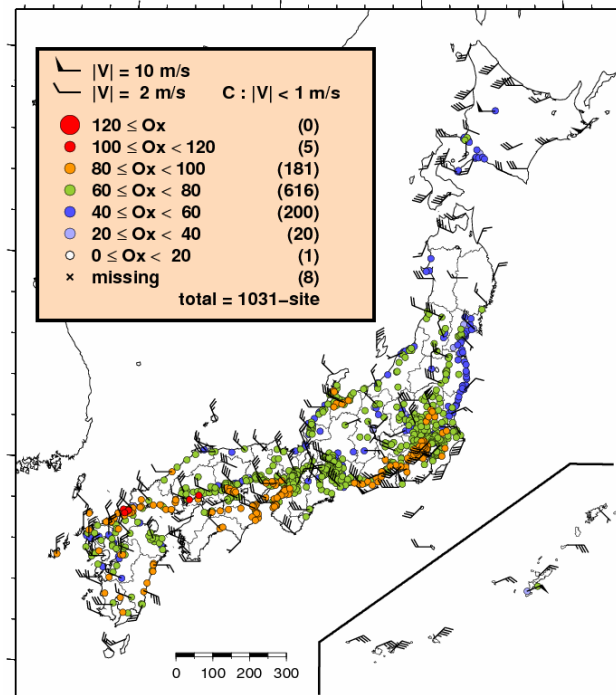 |V| = 10 m/s
|V| = 2 m/s C : |V| < 1 m/s
120 ≤ Ox (0)
100 ≤ Ox < 120 (5)
80 ≤ Ox < 100 (181)
60 ≤ Ox < 80 (616)
40 ≤ Ox < 60 (200)
20 ≤ Ox < 40 (20)
0 ≤ Ox < 20 (1)
missing (8)
total = 1031-site
0 100 200 300